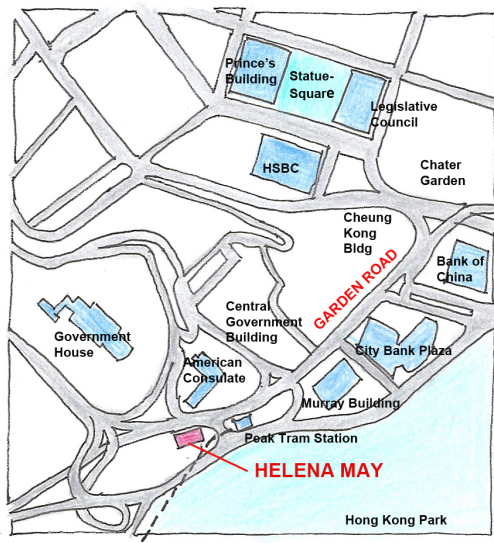 Prince's
Building
Statue-
Square
Legislative
Council
HSBC
Chater
Garden
Cheung
Kong
Bldg
GARDEN ROAD
Bank of
China
Central
Government
Building
Government
House
American
Consulate
City Bank Plaza
Murray Building
Peak Tram Station
HELENA MAY
Hong Kong Park